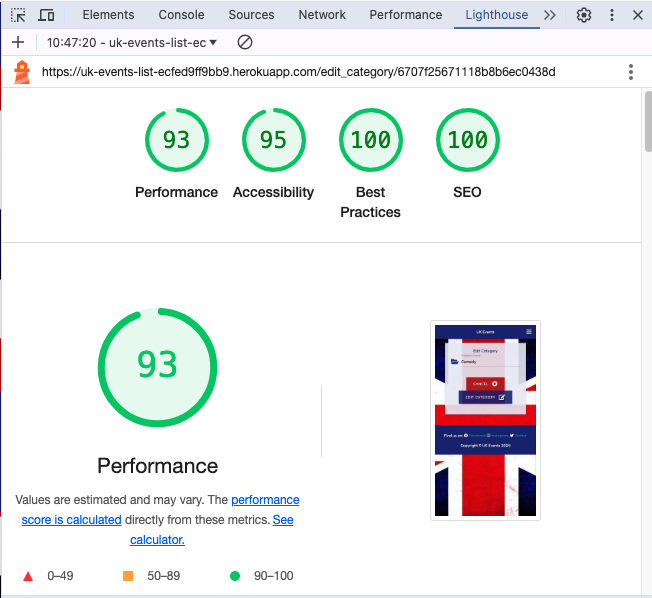 Elements Console Sources Network Performance Lighthouse
10:47:20 - uk-events-list-ec
https://uk-events-list-ecfed9ff9bb9.herokuapp.com/edit_category/6707f25671118b8b6ec0438d
93 95 100 100
Performance Accessibility Best Practices SEO
93
Performance
Values are estimated and may vary. The performance
score is calculated directly from these metrics. See
calculator.
0–49 50–89 90–100
UK Events
Edit Category
Comedy
CANCEL
EDIT CATEGORY
Find us on Facebook Instagram Twitter
Copyright © UK Events 2024